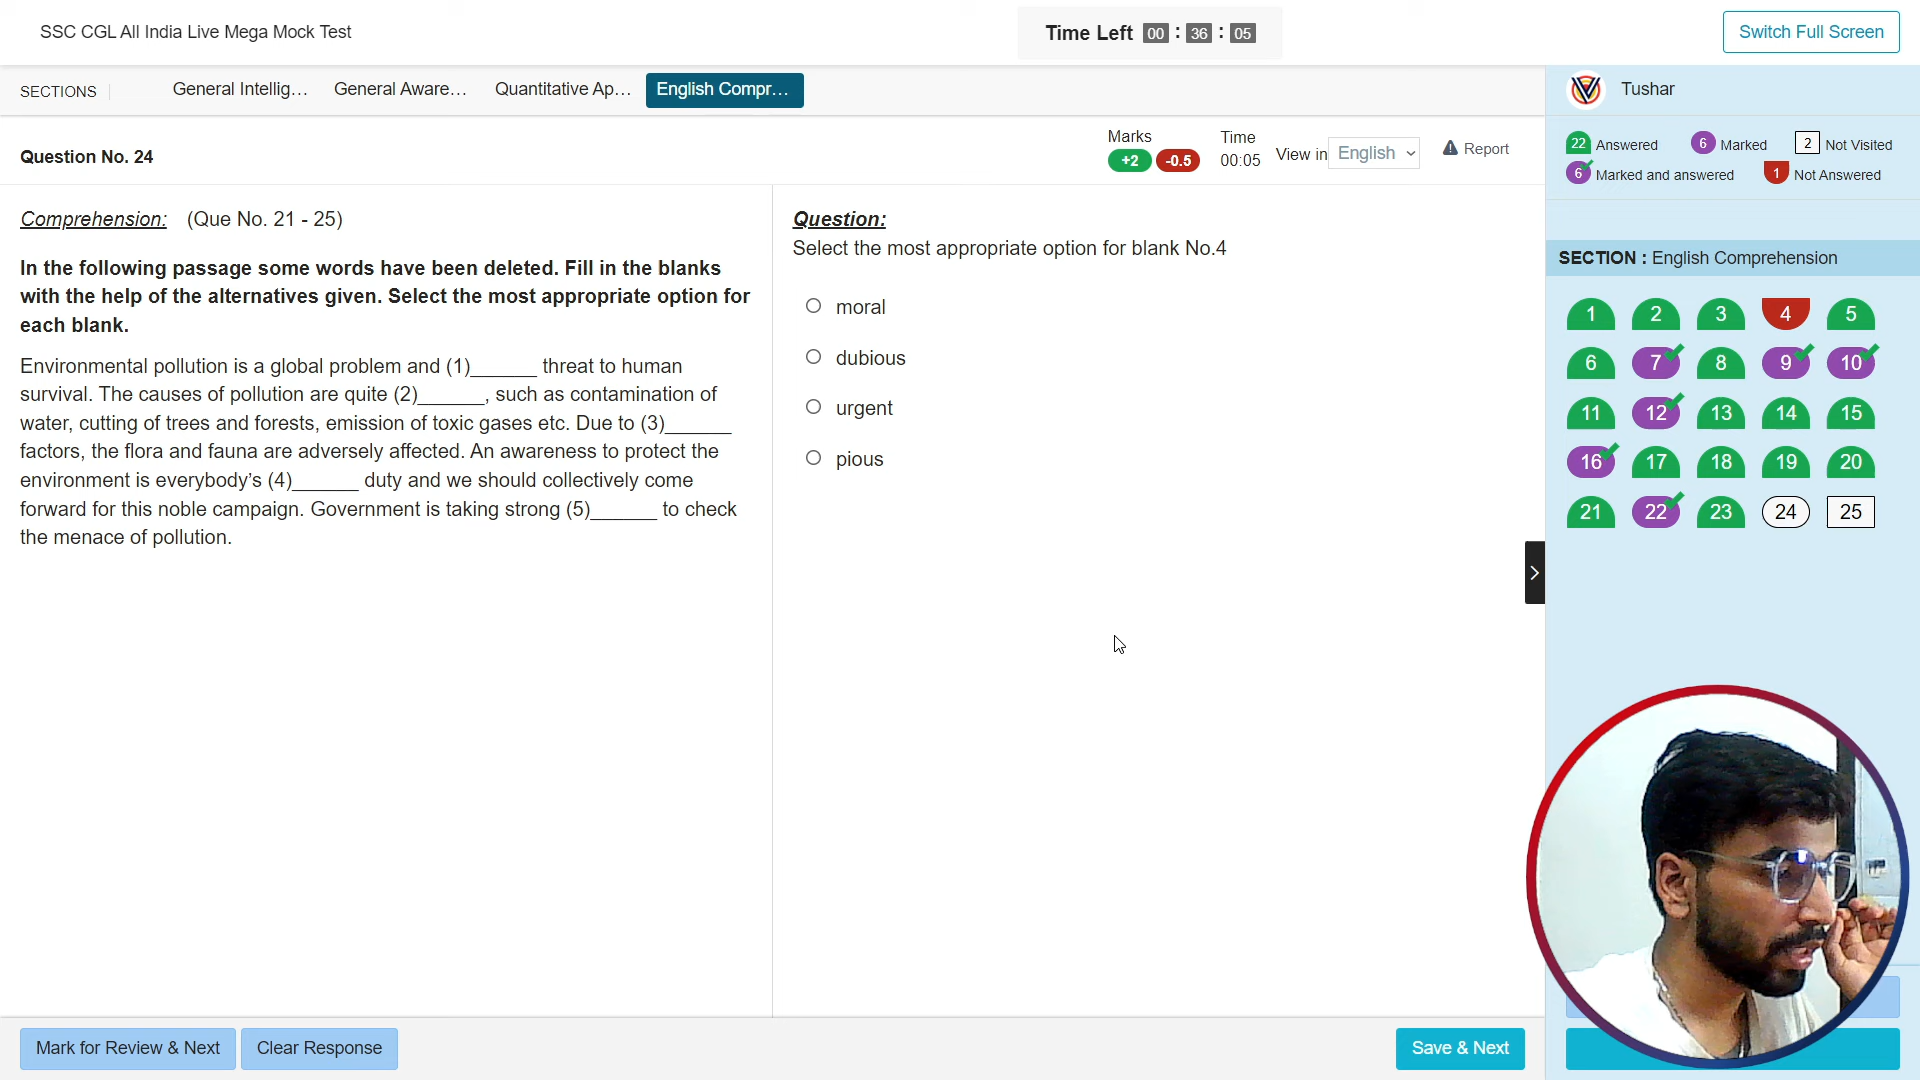 SSC CGL All India Live Mega Mock Test
Time Left 00 : 36 : 05
Switch Full Screen
SECTIONS
General Intellig...
General Aware...
Quantitative Ap...
English Compr...
Tushar
Question No. 24
Marks
+2 -0.5
Time
00:05
View in English
Report
22 Answered
6 Marked
2 Not Visited
6 Marked and answered
1 Not Answered
Comprehension: (Que No. 21 - 25)
In the following passage some words have been deleted. Fill in the blanks
with the help of the alternatives given. Select the most appropriate option for
each blank.
Environmental pollution is a global problem and (1)______ threat to human
survival. The causes of pollution are quite (2)______, such as contamination of
water, cutting of trees and forests, emission of toxic gases etc. Due to (3)______
factors, the flora and fauna are adversely affected. An awareness to protect the
environment is everybody's (4)______ duty and we should collectively come
forward for this noble campaign. Government is taking strong (5)______ to check
the menace of pollution.
Question:
Select the most appropriate option for blank No.4
moral
dubious
urgent
pious
SECTION : English Comprehension
1 2 3 4 5
6 7 8 9 10
11 12 13 14 15
16 17 18 19 20
21 22 23 24 25
Mark for Review & Next
Clear Response
Save & Next